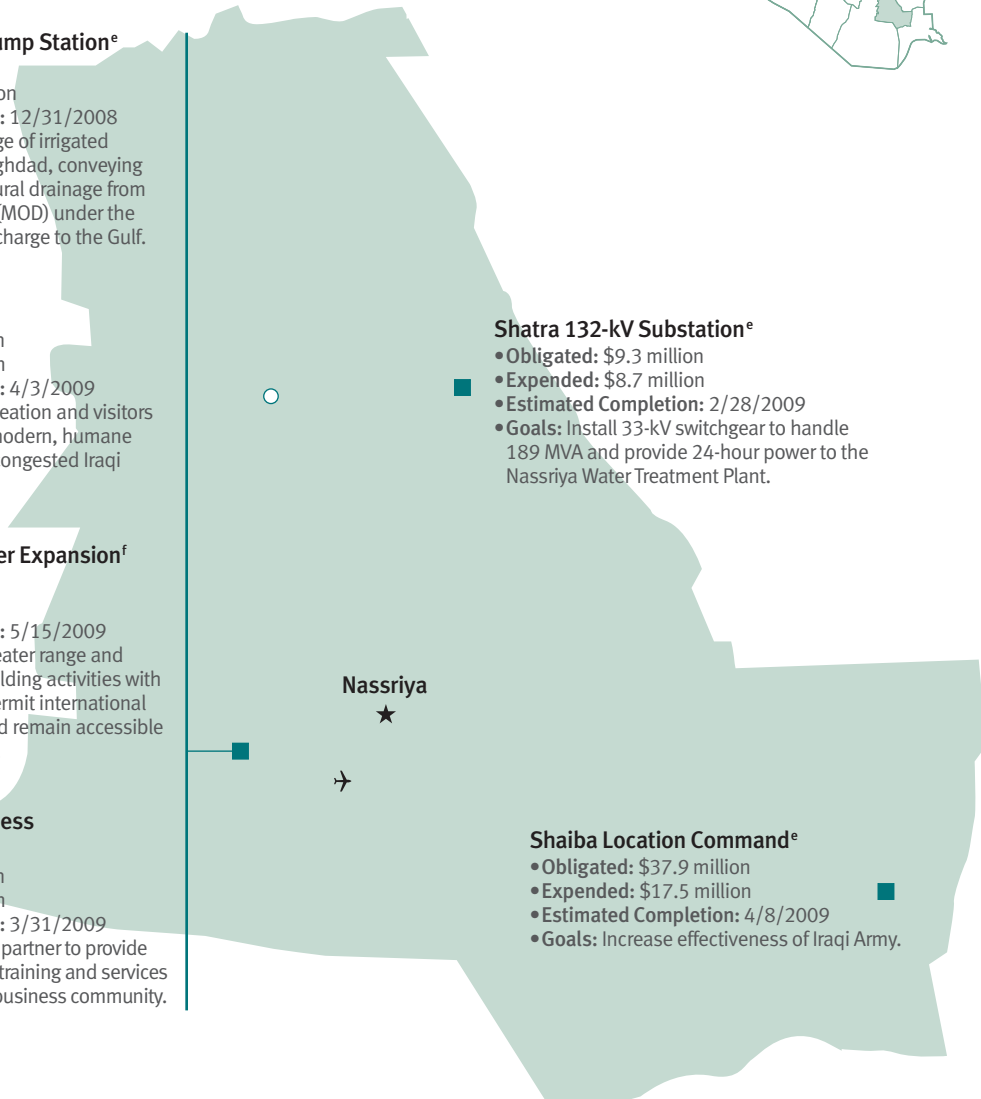 ump Station e
on
: 12/31/2008
ge of irrigated
ghdad, conveying
ural drainage from
(MOD) under the
charge to the Gulf.
n
n
: 4/3/2009
eation and visitors
modern, humane
ongested Iraqi
er Expansion f
: 5/15/2009
eater range and
lding activities with
ermit international
d remain accessible
ess
n
n
: 3/31/2009
partner to provide
training and services
business community.
Shatra 132-kV Substation e
• Obligated: $9.3 million
• Expended: $8.7 million
• Estimated Completion: 2/28/2009
• Goals: Install 33-kV switchgear to handle
189 MVA and provide 24-hour power to the
Nassriya Water Treatment Plant.
Nassriya
Shaiba Location Command e
• Obligated: $37.9 million
• Expended: $17.5 million
• Estimated Completion: 4/8/2009
• Goals: Increase effectiveness of Iraqi Army.